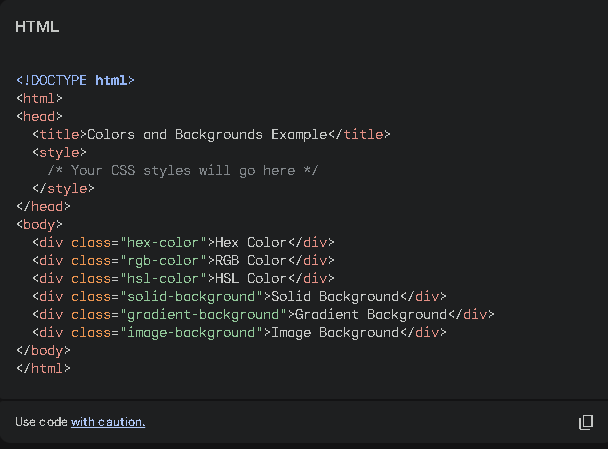 HTML
<!DOCTYPE html>
<html>
<head>
  <title>Colors and Backgrounds Example</title>
  <style>
    /* Your CSS styles will go here */
  </style>
</head>
<body>
  <div class="hex-color">Hex Color</div>
  <div class="rgb-color">RGB Color</div>
  <div class="hsl-color">HSL Color</div>
  <div class="solid-background">Solid Background</div>
  <div class="gradient-background">Gradient Background</div>
  <div class="image-background">Image Background</div>
</body>
</html>
Use code with caution.